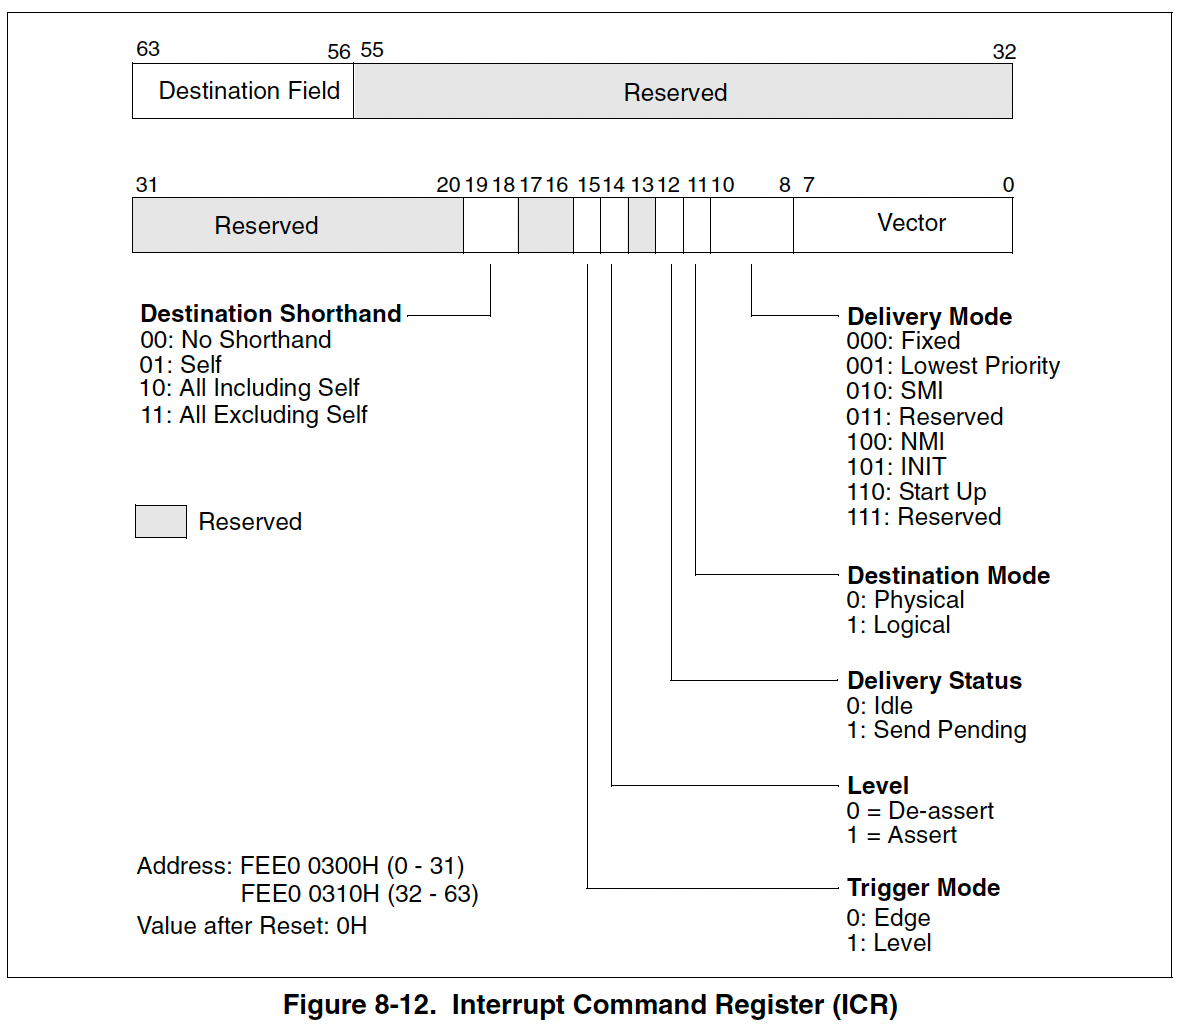 63 56 55 32
Destination Field Reserved
31 20 19 18 17 16 15 14 13 12 11 10 8 7 0
Reserved Vector
Destination Shorthand
00: No Shorthand
01: Self
10: All Including Self
11: All Excluding Self
Reserved
Delivery Mode
000: Fixed
001: Lowest Priority
010: SMI
011: Reserved
100: NMI
101: INIT
110: Start Up
111: Reserved
Destination Mode
0: Physical
1: Logical
Delivery Status
0: Idle
1: Send Pending
Level
0 = De-assert
1 = Assert
Trigger Mode
0: Edge
1: Level
Address: FEE0 0300H (0 - 31)
FEE0 0310H (32 - 63)
Value after Reset: 0H
Figure 8-12. Interrupt Command Register (ICR)